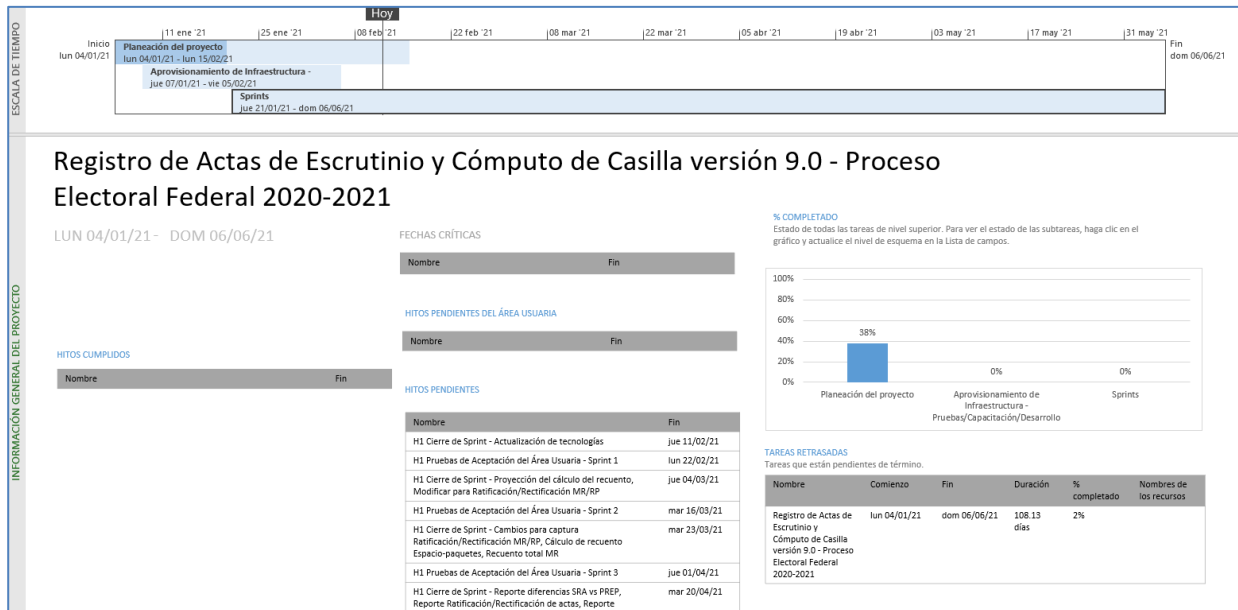 ESCALA DE TIEMPO
Hoy
11 ene '21
25 ene '21
08 feb '21
22 feb '21
08 mar '21
22 mar '21
05 abr '21
19 abr '21
03 may '21
17 may '21
31 may '21
Inicio
lun 04/01/21
Planeación del proyecto
lun 04/01/21 - lun 15/02/21
Aprovisionamiento de Infraestructura -
jue 07/01/21 - vie 05/02/21
Sprints
jue 21/01/21 - dom 06/06/21
Fin
dom 06/06/21
INFORMACIÓN GENERAL DEL PROYECTO
Registro de Actas de Escrutinio y Cómputo de Casilla versión 9.0 - Proceso
Electoral Federal 2020-2021
LUN 04/01/21 - DOM 06/06/21
HITOS CUMPLIDOS
Nombre Fin
FECHAS CRÍTICAS
Nombre Fin
HITOS PENDIENTES DEL ÁREA USUARIA
Nombre Fin
HITOS PENDIENTES
Nombre Fin
H1 Cierre de Sprint - Actualización de tecnologías jue 11/02/21
H1 Pruebas de Aceptación del Área Usuaria - Sprint 1 lun 22/02/21
H1 Cierre de Sprint - Proyección del cálculo del recuento, jue 04/03/21
Modificar para Ratificación/Rectificación MR/RP
H1 Pruebas de Aceptación del Área Usuaria - Sprint 2 mar 16/03/21
H1 Cierre de Sprint - Cambios para captura mar 23/03/21
Ratificación/Rectificación MR/RP, Cálculo de recuento
Espacio-paquetes, Recuento total MR
H1 Pruebas de Aceptación del Área Usuaria - Sprint 3 jue 01/04/21
H1 Cierre de Sprint - Reporte diferencias SRA vs PREP, mar 20/04/21
Reporte Ratificación/Rectificación de actas, Reporte
% COMPLETADO
Estado de todas las tareas de nivel superior. Para ver el estado de las subtareas, haga clic en el
gráfico y actualice el nivel de esquema en la Lista de campos.
100%
80%
60%
40%
20%
0%
38%
0%
0%
Planeación del proyecto
Aprovisionamiento de
Infraestructura -
Pruebas/Capacitación/Desarrollo
Sprints
TAREAS RETRASADAS
Tareas que están pendientes de término.
Nombre Comienzo Fin Duración % Nombres de
completado los recursos
Registro de Actas de lun 04/01/21 dom 06/06/21 108.13 2%
Escrutinio y días
Cómputo de Casilla
versión 9.0 - Proceso
Electoral Federal
2020-2021